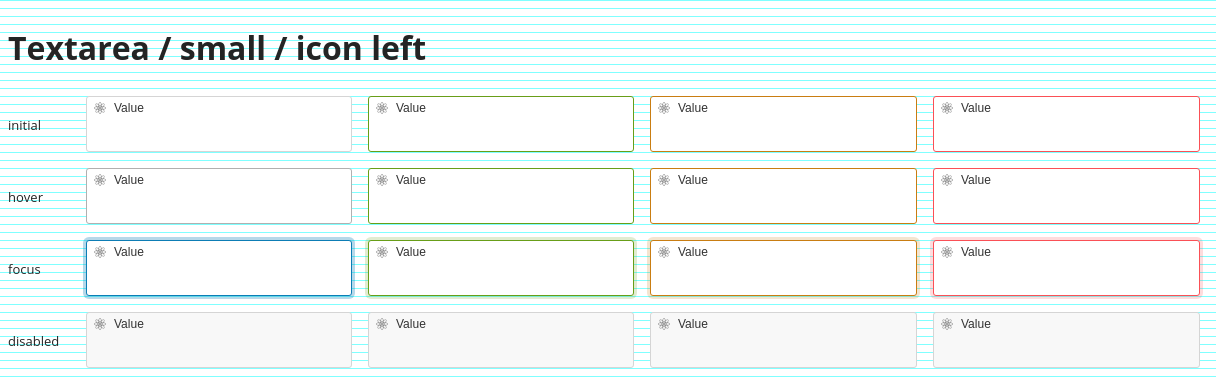 Textarea / small / icon left
initial Value Value Value Value
hover Value Value Value Value
focus Value Value Value Value
disabled Value Value Value Value